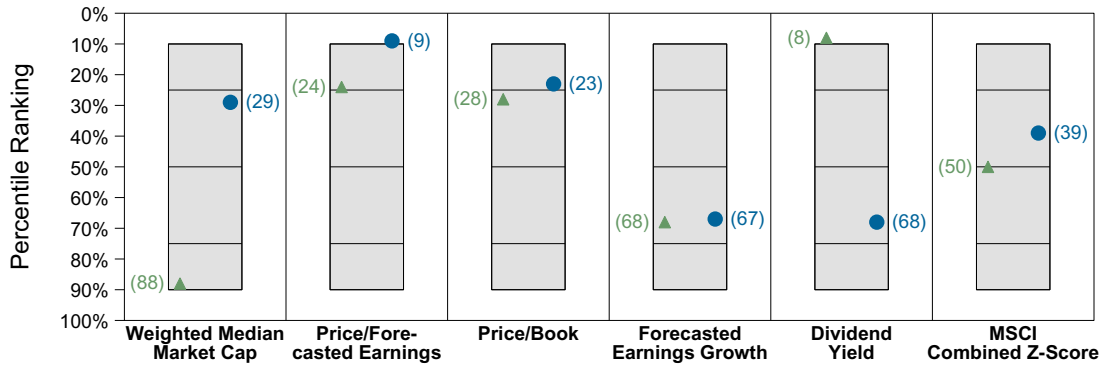 Percentile Ranking
0%
10%
20%
30%
40%
50%
60%
70%
80%
90%
100%
(88)
(29)
(24)
(9)
(28)
(23)
(68)
(67)
(8)
(68)
(50)
(39)
Weighted Median
Market Cap
Price/Fore-
casted Earnings
Price/Book
Forecasted
Earnings Growth
Dividend
Yield
MSCI
Combined Z-Score